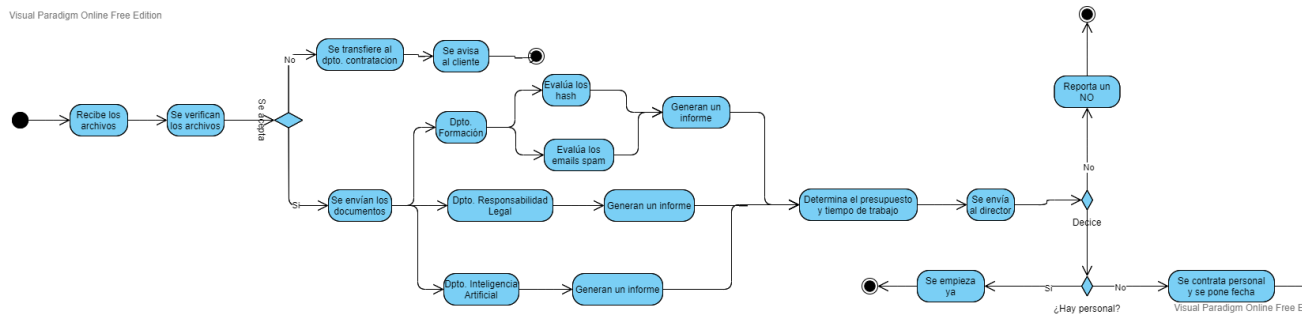 Visual Paradigm Online Free Edition
Se transfiere al
dpto. contratacion
Se avisa
al cliente
No
Recibe los
archivos
Se verifican
los archivos
Se acepta
Evalúa los
hash
Dpto.
Formación
Evalúa los
emails spam
Generan un
informe
Reporta un
NO
No
Si
Se envían los
documentos
Dpto. Responsabilidad
Legal
Generan un informe
Determina el presupuesto
y tiempo de trabajo
Se envía
al director
Decice
Dpto. Inteligencia
Artificial
Generan un informe
Se empieza
ya
Si
No
¿Hay personal?
Se contrata personal
y se pone fecha
Visual Paradigm Online Free E